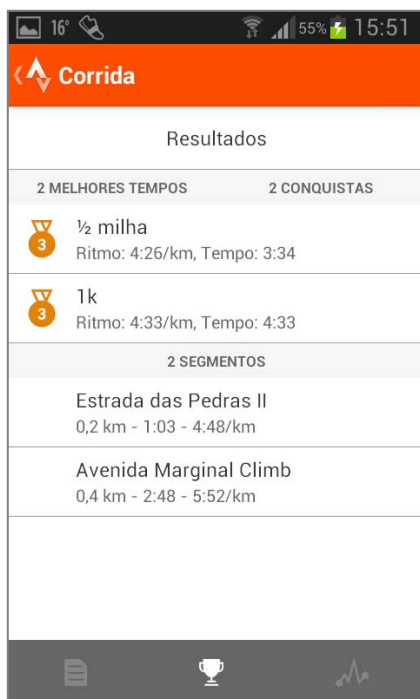 16° 55% 15:51
Corrida
Resultados
2 MELHORES TEMPOS 2 CONQUISTAS
3 ½ milha
Ritmo: 4:26/km, Tempo: 3:34
3 1k
Ritmo: 4:33/km, Tempo: 4:33
2 SEGMENTOS
Estrada das Pedras II
0,2 km - 1:03 - 4:48/km
Avenida Marginal Climb
0,4 km - 2:48 - 5:52/km